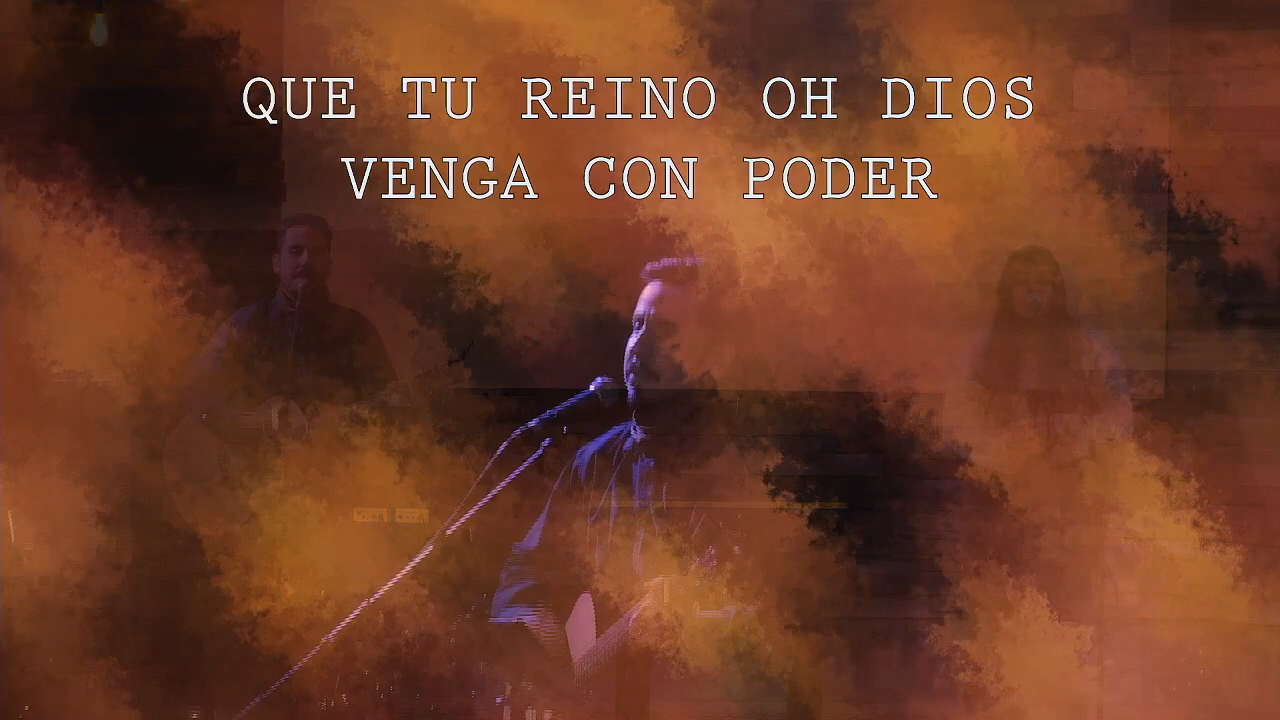 QUE TU REINO OH DIOS
VENGA CON PODER